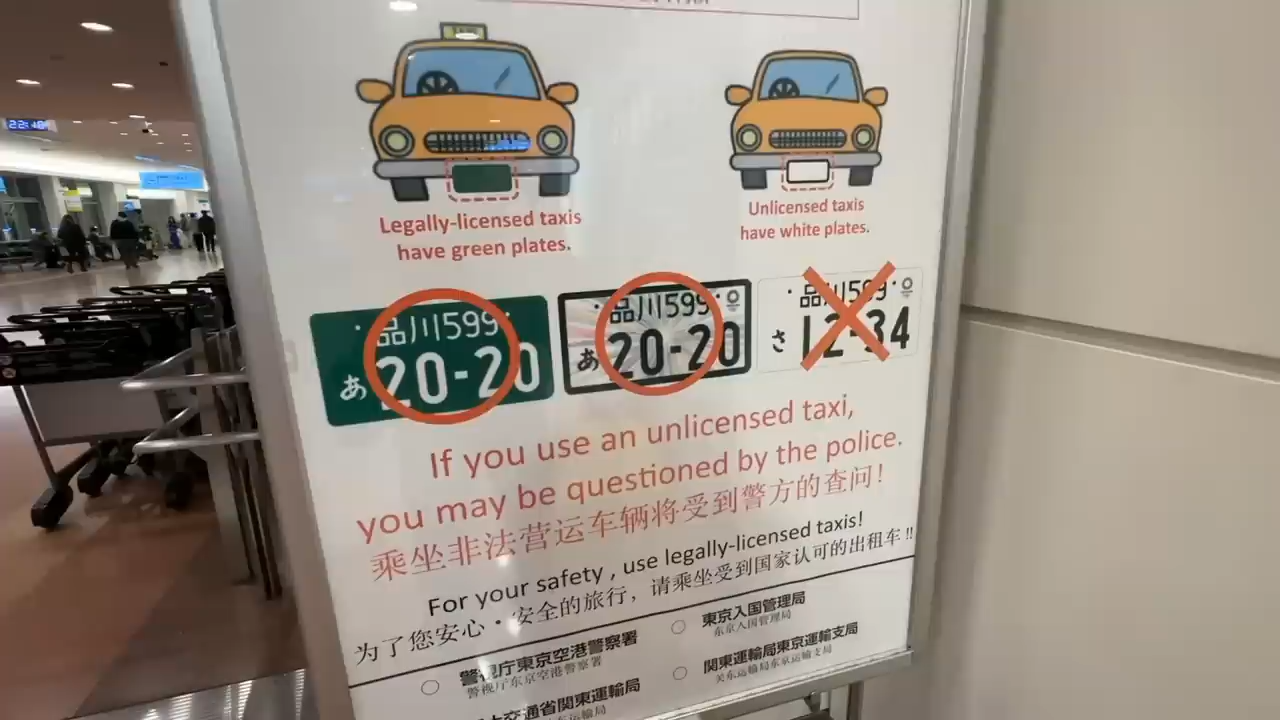 22:48
Legally-licensed taxis
have green plates.
Unlicensed taxis
have white plates.
品川599
あ 20-20
品川599
あ 20-20
品川599
さ 12-34
If you use an unlicensed taxi,
you may be questioned by the police.
乘坐非法营运车辆将受到警方的查问！
For your safety , use legally-licensed taxis!
为了您安心・安全的旅行，请乘坐受到国家认可的出租车!!
○ 警視庁東京空港警察署
警视厅东京空港警察署
○ 東京入国管理局
东京入国管理局
交通省関東運輸局
○ 関東運輸局東京運輸支局
关东运输局东京运输支局